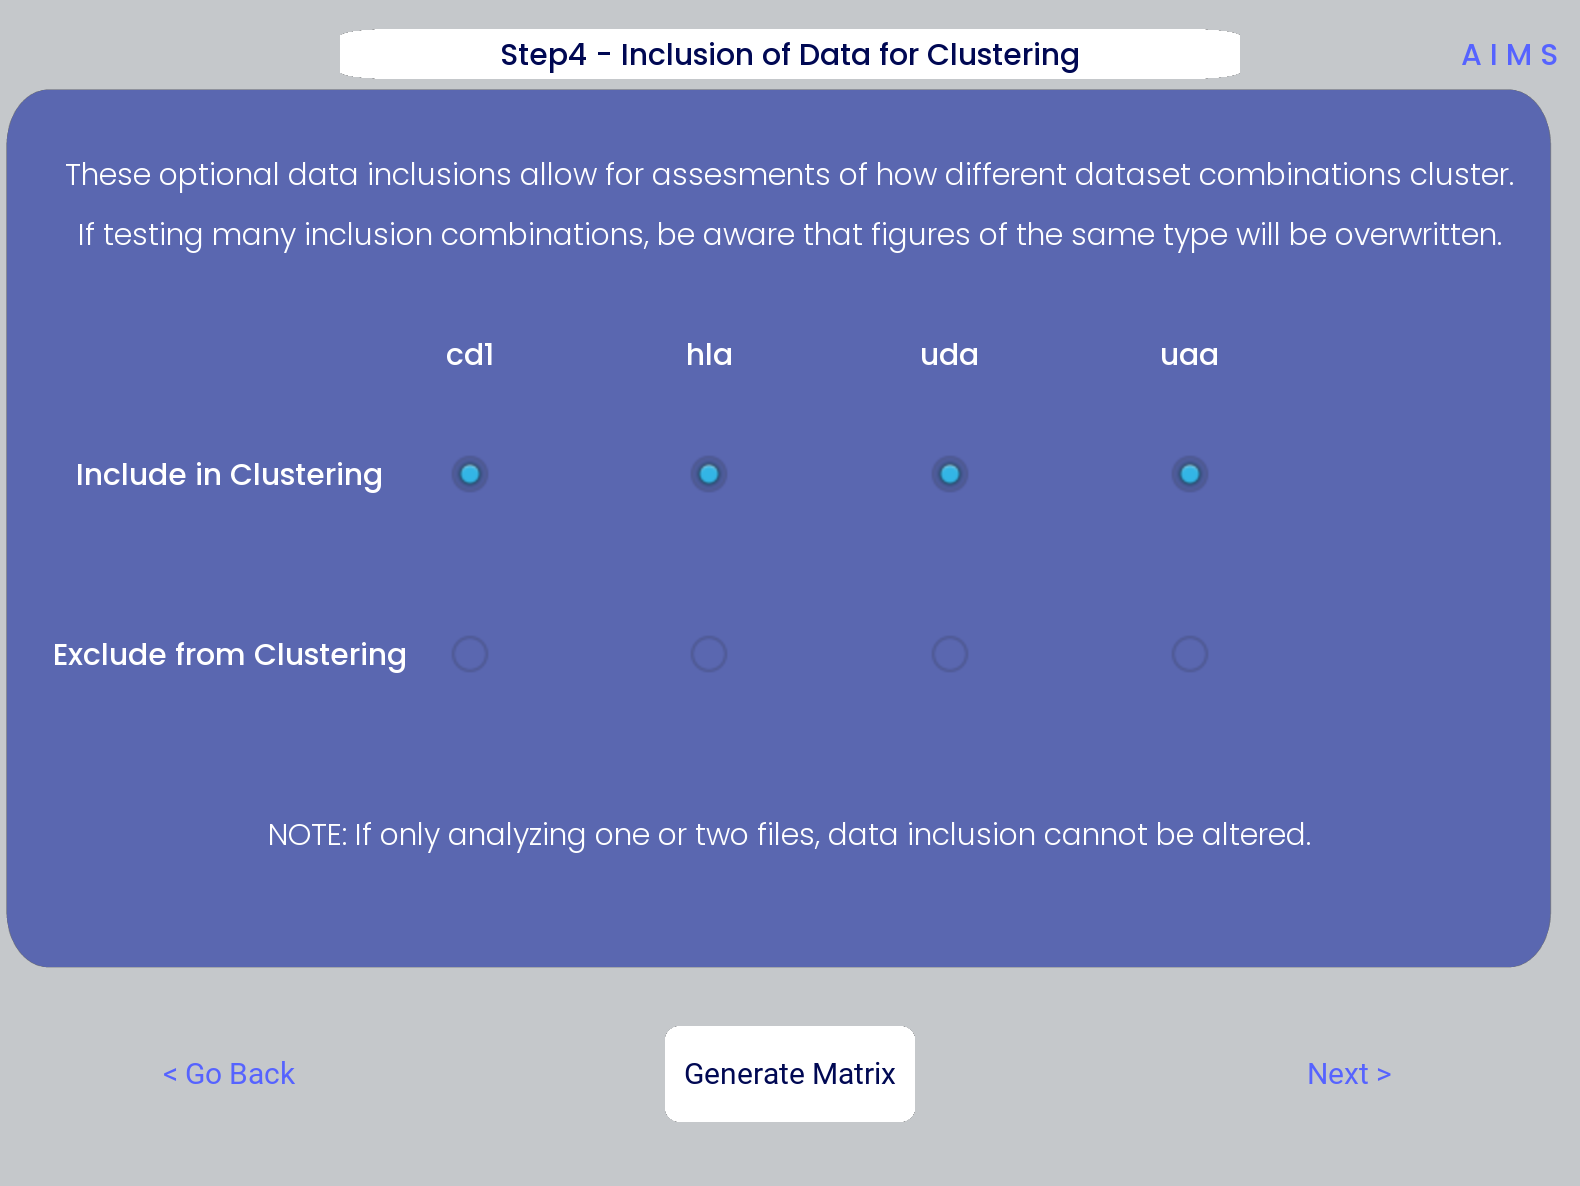 Step4 - Inclusion of Data for Clustering
A I M S
These optional data inclusions allow for assesments of how different dataset combinations cluster.
If testing many inclusion combinations, be aware that figures of the same type will be overwritten.
cd1 hla uda uaa
Include in Clustering
Exclude from Clustering
NOTE: If only analyzing one or two files, data inclusion cannot be altered.
< Go Back Generate Matrix Next >